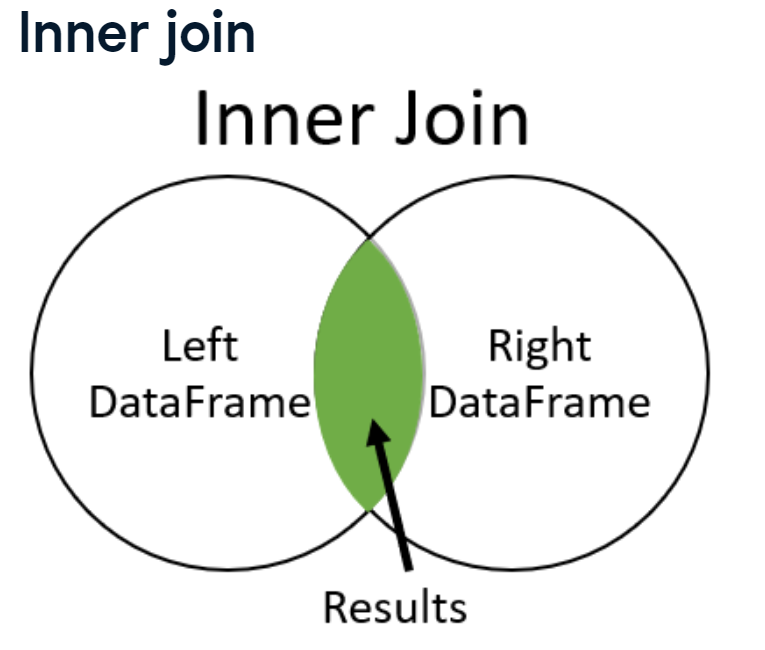 Inner join
Inner Join
Left
DataFrame
Right
DataFrame
Results